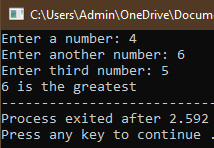 C:\Users\Admin\OneDrive\Docum
Enter a number: 4
Enter another number: 6
Enter third number: 5
6 is the greatest
--------------------------------
Process exited after 2.592
Press any key to continue .